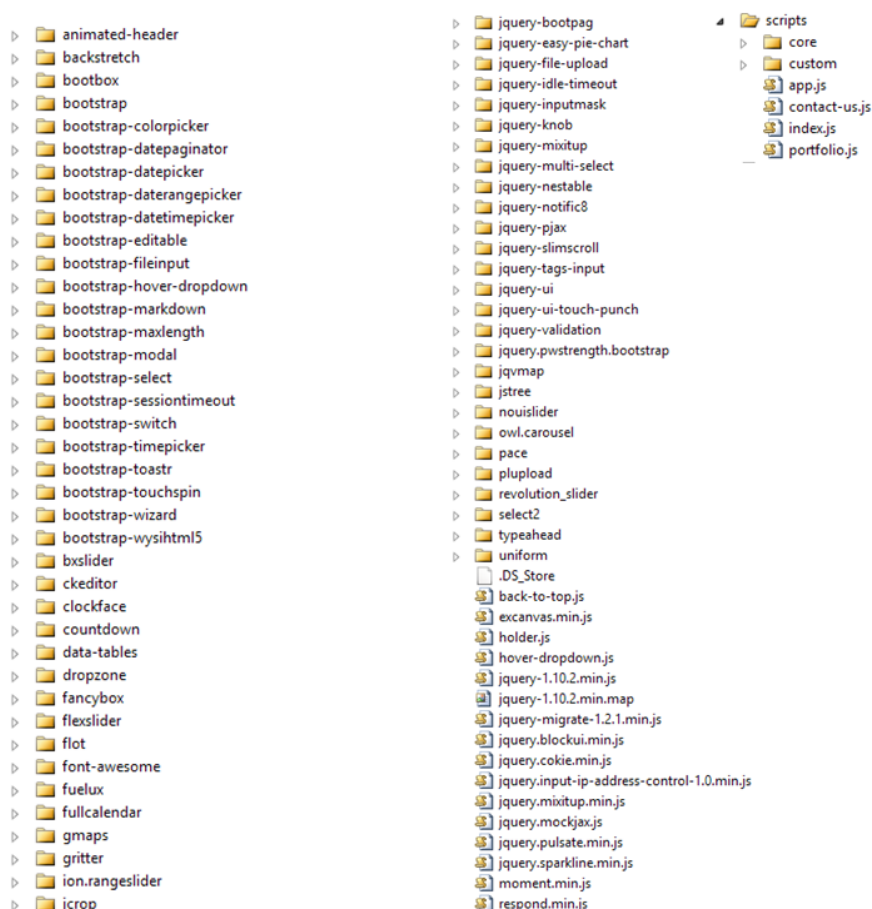 animated-header
backstretch
bootbox
bootstrap
bootstrap-colorpicker
bootstrap-datepaginator
bootstrap-datepicker
bootstrap-daterangepicker
bootstrap-datetimepicker
bootstrap-editable
bootstrap-fileinput
bootstrap-hover-dropdown
bootstrap-markdown
bootstrap-maxlength
bootstrap-modal
bootstrap-select
bootstrap-sessiontimeout
bootstrap-switch
bootstrap-timepicker
bootstrap-toastr
bootstrap-touchspin
bootstrap-wizard
bootstrap-wysihtml5
bxslider
ckeditor
clockface
countdown
data-tables
dropzone
fancybox
flexslider
flot
font-awesome
fuelux
fullcalendar
gmaps
gritter
ion.rangeslider
jcrop
jquery-bootpag
jquery-easy-pie-chart
jquery-file-upload
jquery-idle-timeout
jquery-inputmask
jquery-knob
jquery-mixitup
jquery-multi-select
jquery-nestable
jquery-notific8
jquery-pjax
jquery-slimscroll
jquery-tags-input
jquery-ui
jquery-ui-touch-punch
jquery-validation
jquery.pwstrength.bootstrap
jqvmap
jstree
nouislider
owl.carousel
pace
plupload
revolution_slider
select2
typeahead
uniform
.DS_Store
back-to-top.js
excanvas.min.js
holder.js
hover-dropdown.js
jquery-1.10.2.min.js
jquery-1.10.2.min.map
jquery-migrate-1.2.1.min.js
jquery.blockui.min.js
jquery.cokie.min.js
jquery.input-ip-address-control-1.0.min.js
jquery.mixitup.min.js
jquery.mockjax.js
jquery.pulsate.min.js
jquery.sparkline.min.js
moment.min.js
respond.min.js
scripts
core
custom
app.js
contact-us.js
index.js
portfolio.js